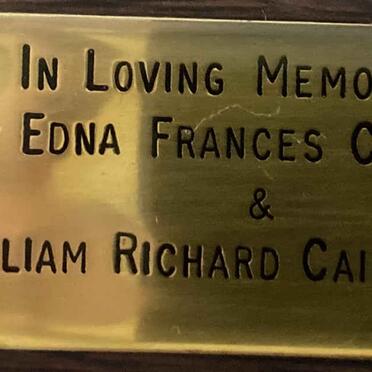 IN LOVING MEMO
EDNA FRANCES C
&
LIAM RICHARD CAI